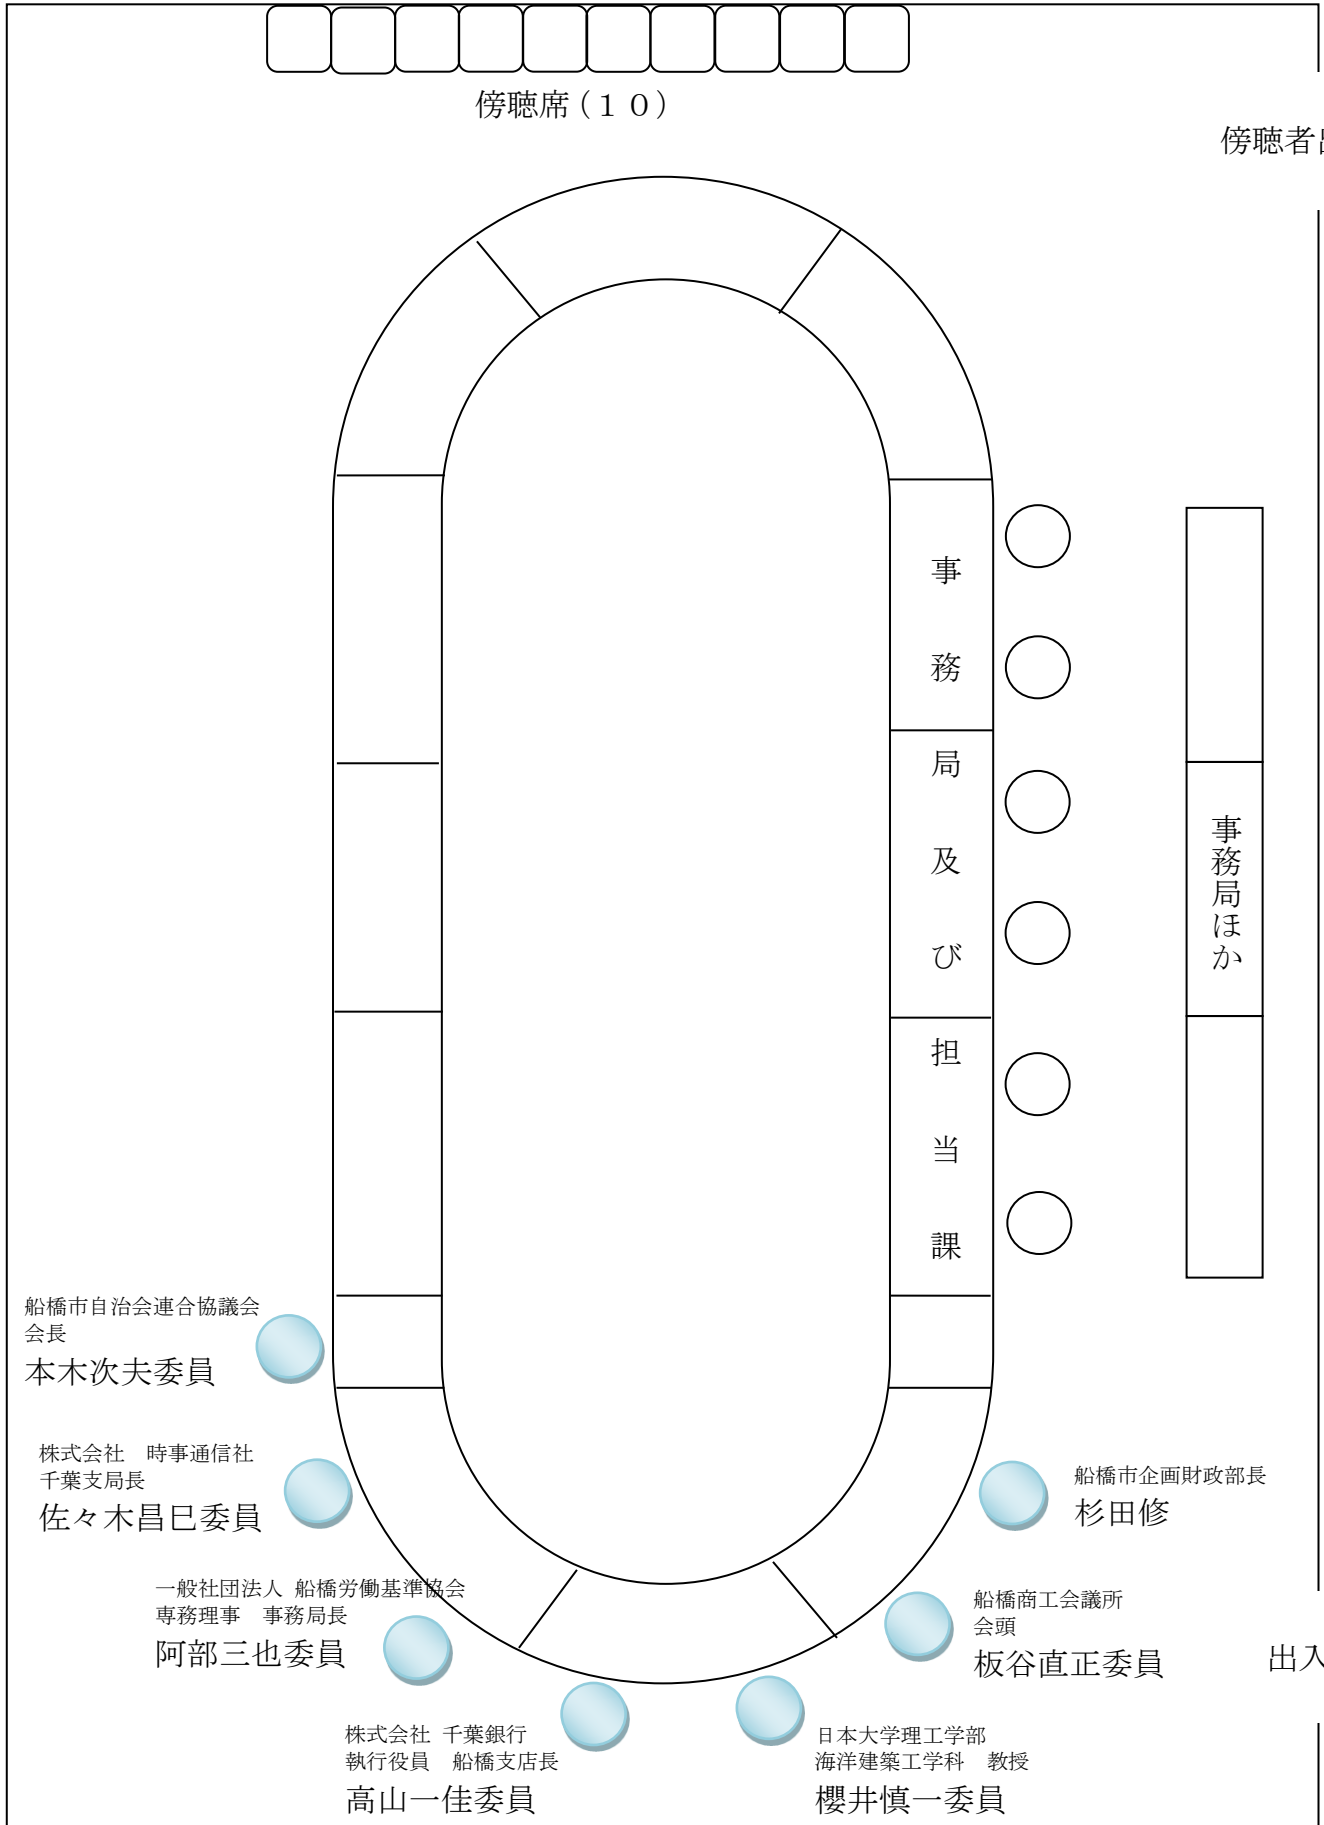 傍聴席（１０）
傍聴者
事務局及び担当課
事務局ほか
船橋市自治会連合協議会
会長
本木次夫委員
株式会社　時事通信社
千葉支局長
佐々木昌巳委員
船橋市企画財政部長
杉田修
一般社団法人 船橋労働基準協会
専務理事　事務局長
阿部三也委員
船橋商工会議所
会頭
板谷直正委員
出入
株式会社 千葉銀行
執行役員　船橋支店長
高山一佳委員
日本大学理工学部
海洋建築工学科　教授
櫻井慎一委員